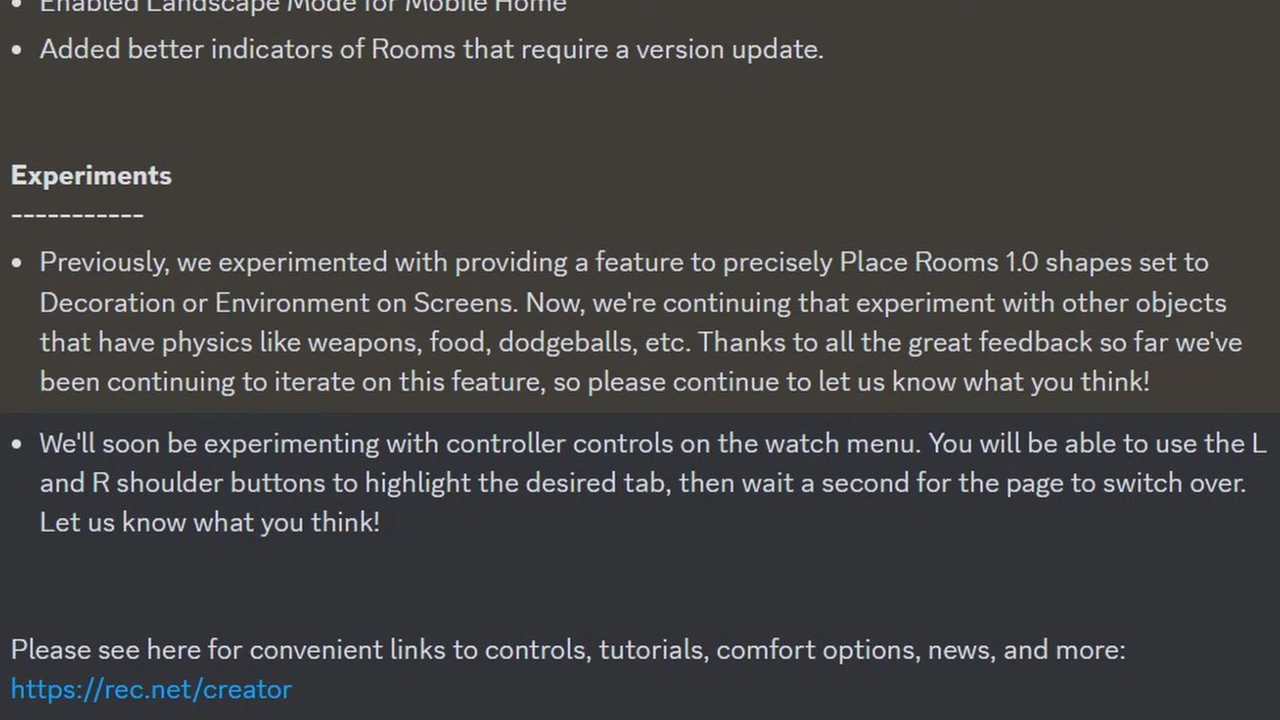 Enabled Landscape Mode for Mobile Home
Added better indicators of Rooms that require a version update.
Experiments
-----------
Previously, we experimented with providing a feature to precisely Place Rooms 1.0 shapes set to
Decoration or Environment on Screens. Now, we're continuing that experiment with other objects
that have physics like weapons, food, dodgeballs, etc. Thanks to all the great feedback so far we've
been continuing to iterate on this feature, so please continue to let us know what you think!
We'll soon be experimenting with controller controls on the watch menu. You will be able to use the L
and R shoulder buttons to highlight the desired tab, then wait a second for the page to switch over.
Let us know what you think!
Please see here for convenient links to controls, tutorials, comfort options, news, and more:
https://rec.net/creator